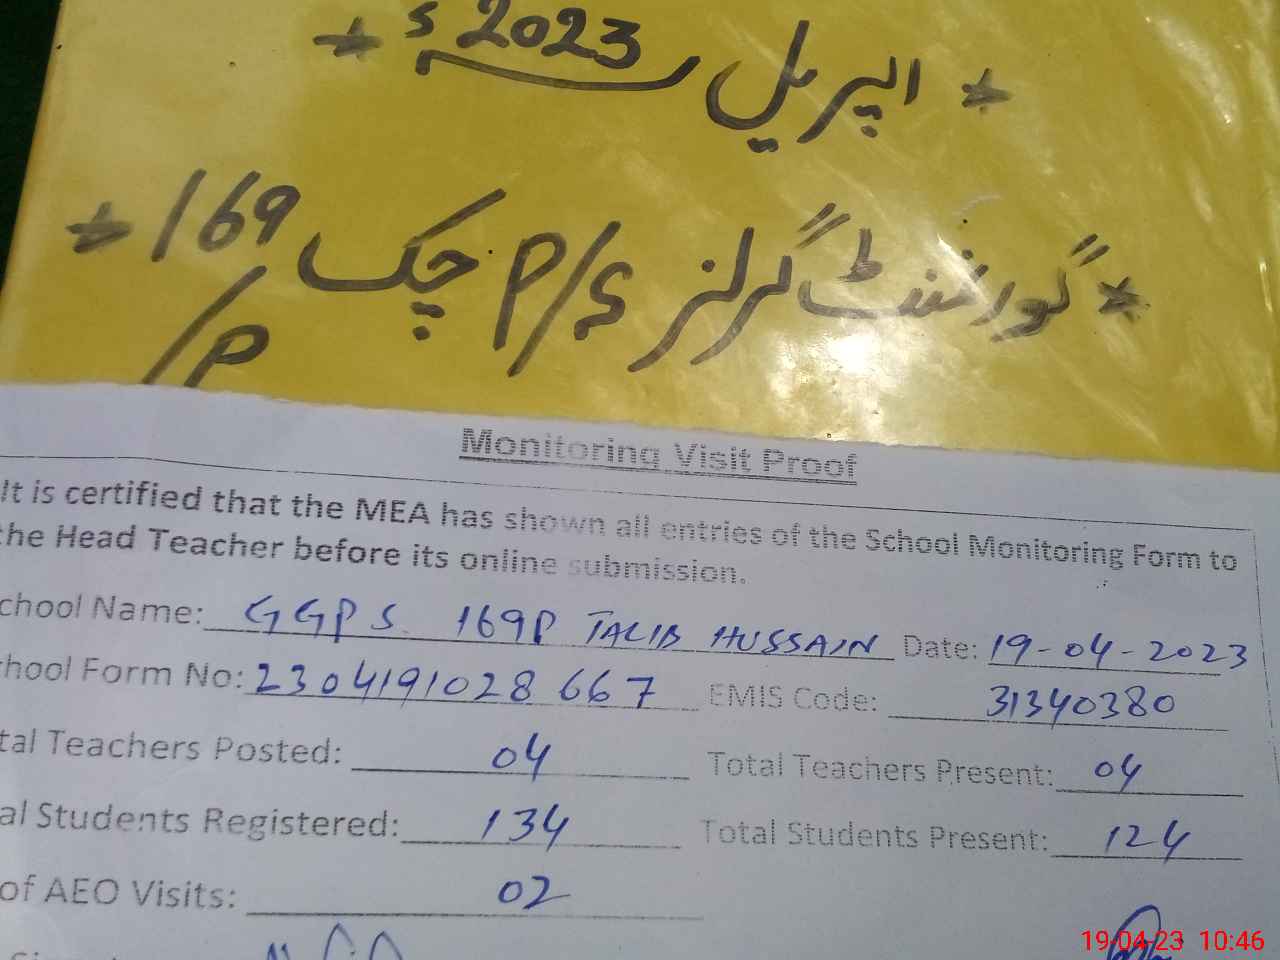 * اپریل 2023ء *
* گورنمنٹ گرلز P/S چک 169 *
/P
Monitoring Visit Proof
It is certified that the MEA has shown all entries of the School Monitoring Form to
the Head Teacher before its online submission.
chool Name: GGPS. 169P TALIB HUSSAIN Date: 19-04-2023
hool Form No: 2304191028667 EMIS Code: 31340380
tal Teachers Posted: 04 Total Teachers Present: 04
al Students Registered: 134 Total Students Present: 124
of AEO Visits: 02
19-04-23 10:46